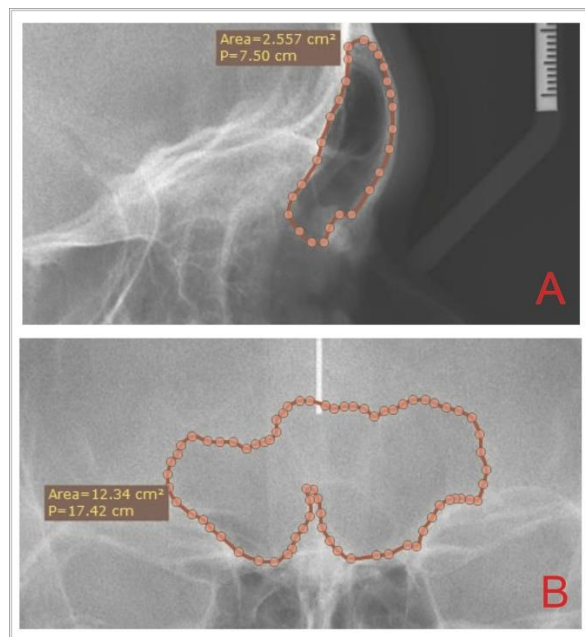 Area=2.557 cm²
P=7.50 cm
A
Area=12.34 cm²
P=17.42 cm
B